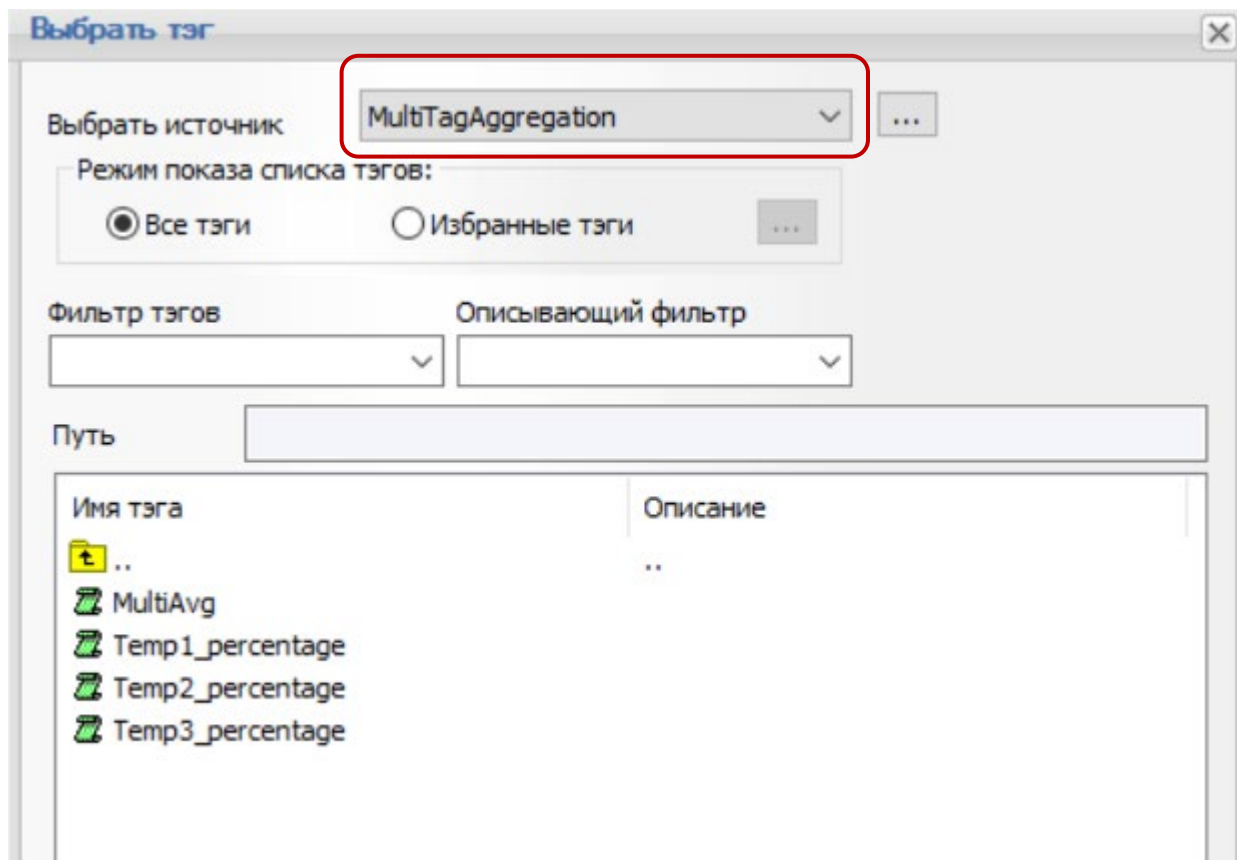 Выбрать тэг
Выбрать источник MultiTagAggregation ...
Режим показа списка тэгов:
Все тэги Избранные тэги ...
Фильтр тэгов Описывающий фильтр
Путь
Имя тэга Описание
.. ..
MultiAvg
Temp1_percentage
Temp2_percentage
Temp3_percentage